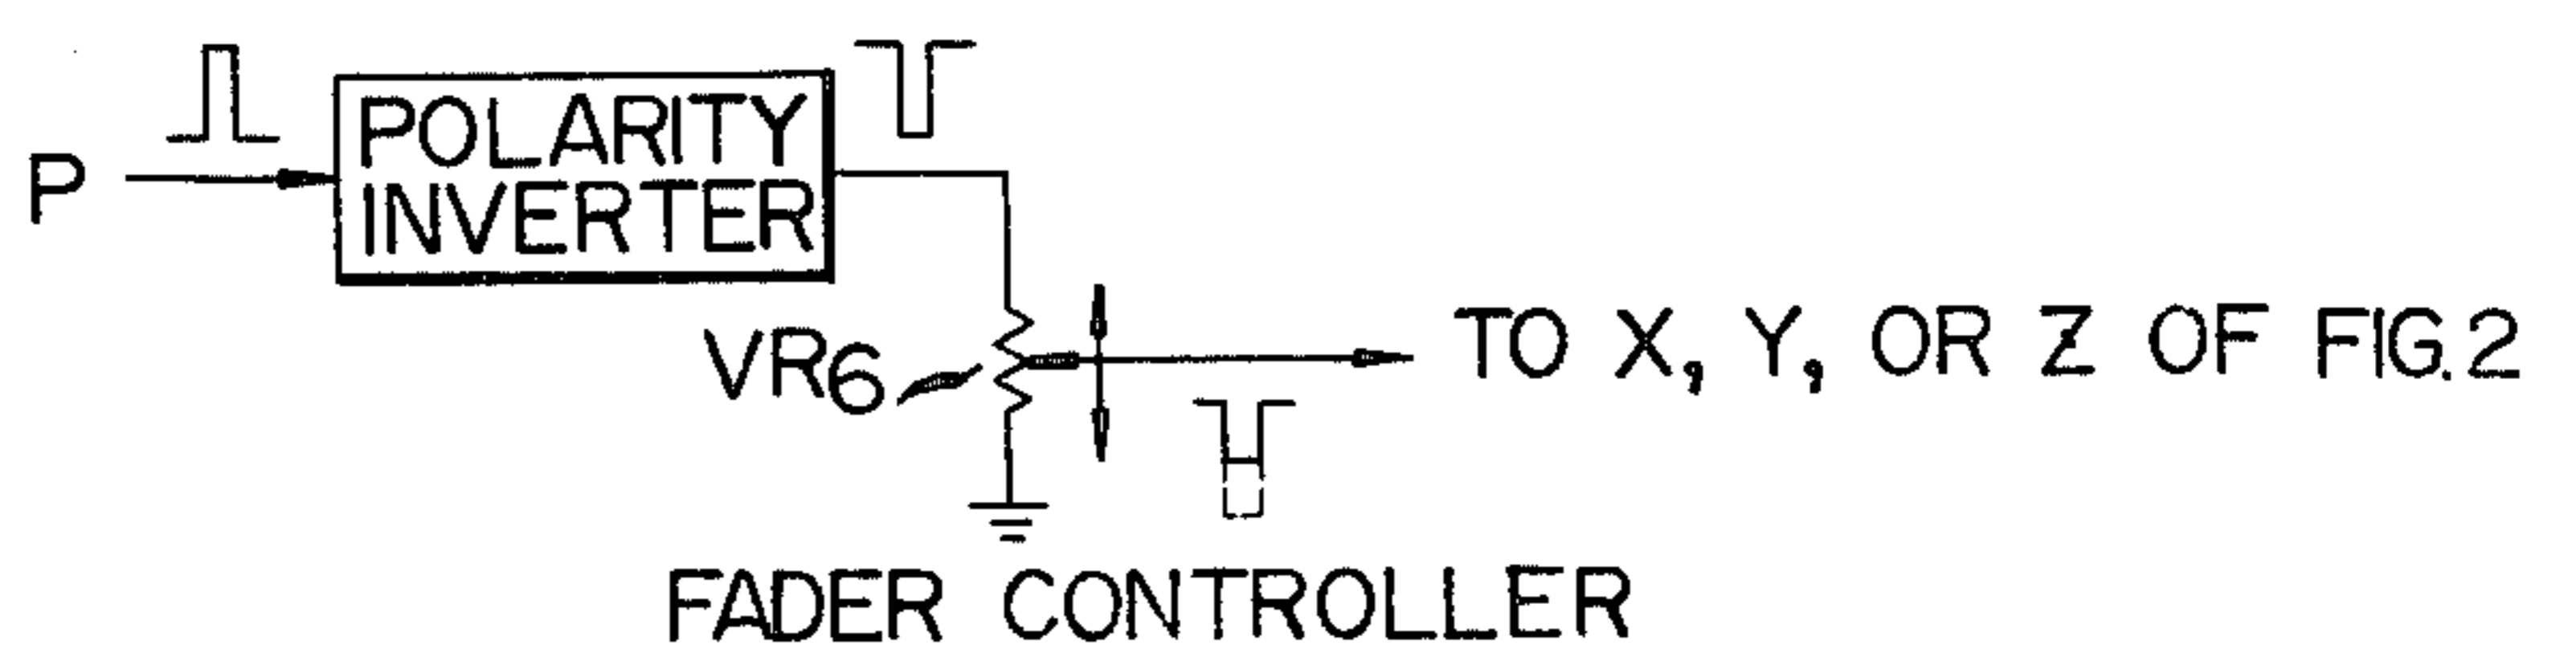 P
POLARITY
INVERTER
VR6
TO X, Y, OR Z OF FIG.2
FADER CONTROLLER